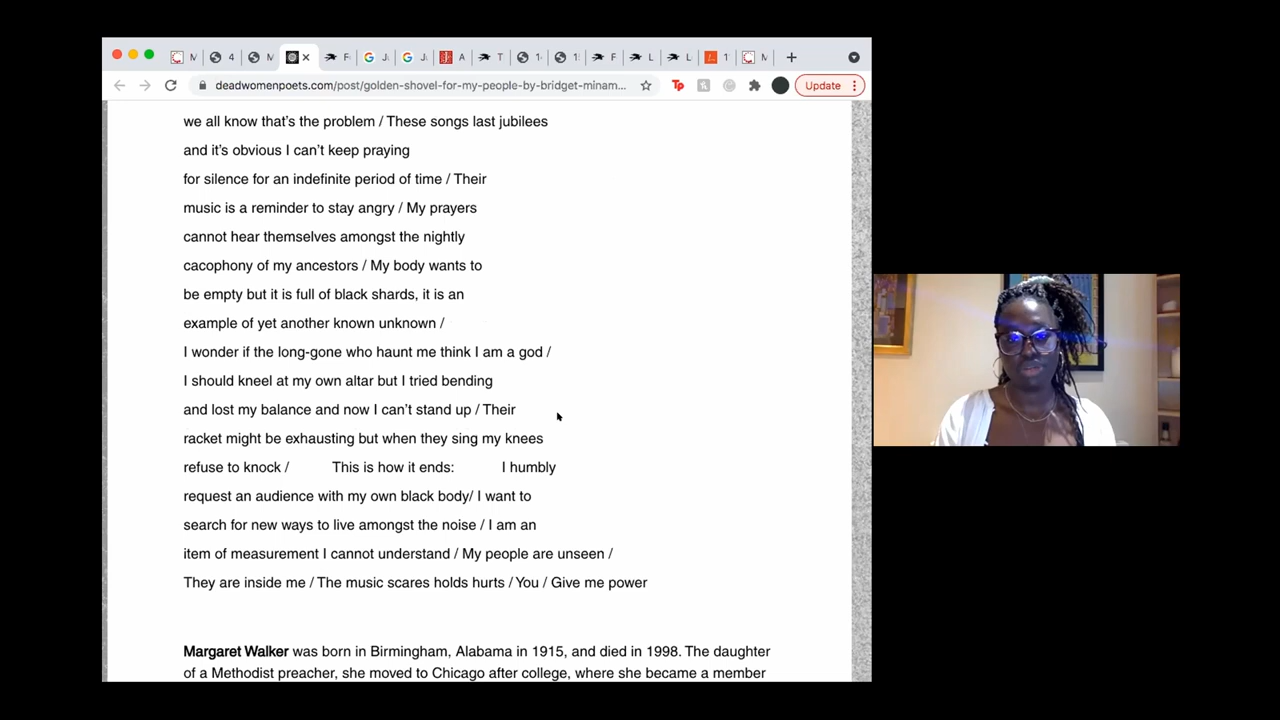 M
4
M
F
J
J
A
T
1
1
F
L
L
1
M
deadwomenpoets.com/post/golden-shovel-for-my-people-by-bridget-minam...
Update
we all know that’s the problem / These songs last jubilees
and it’s obvious I can’t keep praying
for silence for an indefinite period of time / Their
music is a reminder to stay angry / My prayers
cannot hear themselves amongst the nightly
cacophony of my ancestors / My body wants to
be empty but it is full of black shards, it is an
example of yet another known unknown /
I wonder if the long-gone who haunt me think I am a god /
I should kneel at my own altar but I tried bending
and lost my balance and now I can’t stand up / Their
racket might be exhausting but when they sing my knees
refuse to knock / This is how it ends: I humbly
request an audience with my own black body/ I want to
search for new ways to live amongst the noise / I am an
item of measurement I cannot understand / My people are unseen /
They are inside me / The music scares holds hurts / You / Give me power
Margaret Walker was born in Birmingham, Alabama in 1915, and died in 1998. The daughter
of a Methodist preacher, she moved to Chicago after college, where she became a member